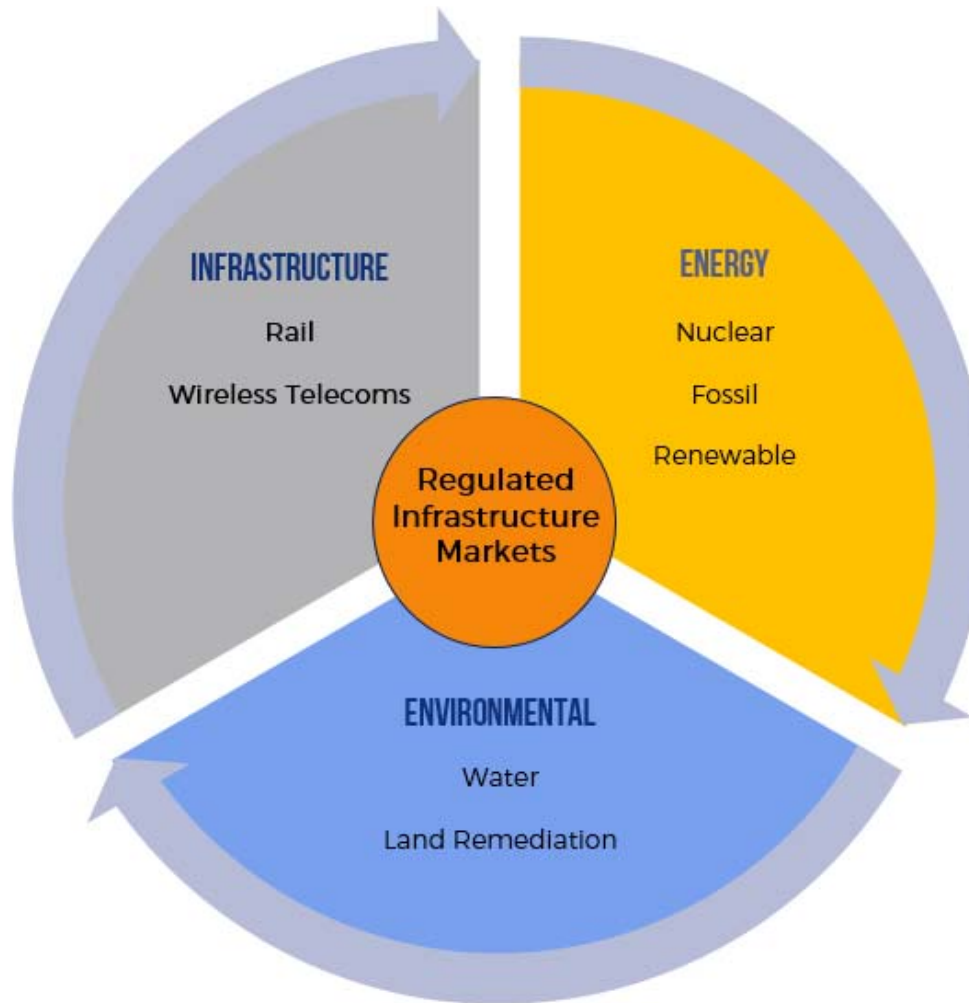 INFRASTRUCTURE
Rail
Wireless Telecoms
ENERGY
Nuclear
Fossil
Renewable
Regulated
Infrastructure
Markets
ENVIRONMENTAL
Water
Land Remediation